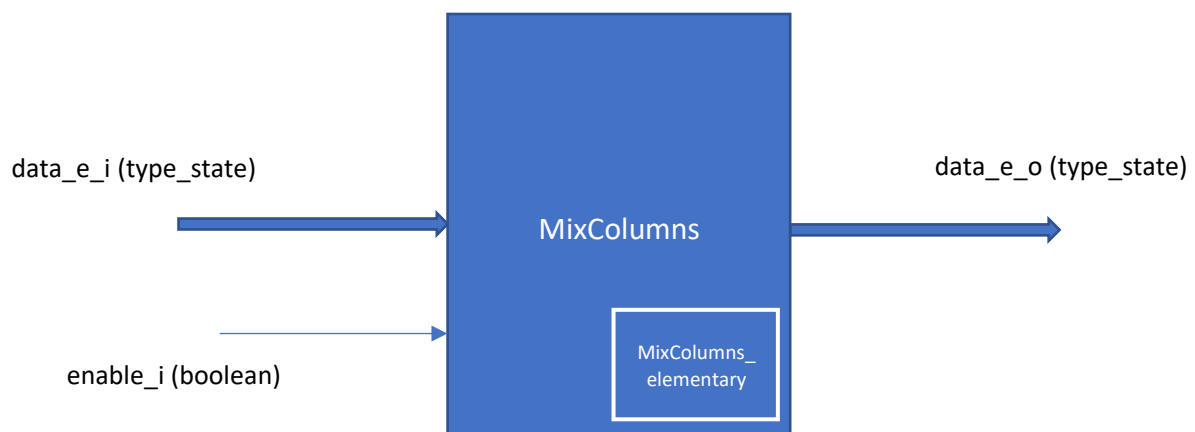 data_e_i (type_state)
data_e_o (type_state)
MixColumns
MixColumns_
elementary
enable_i (boolean)